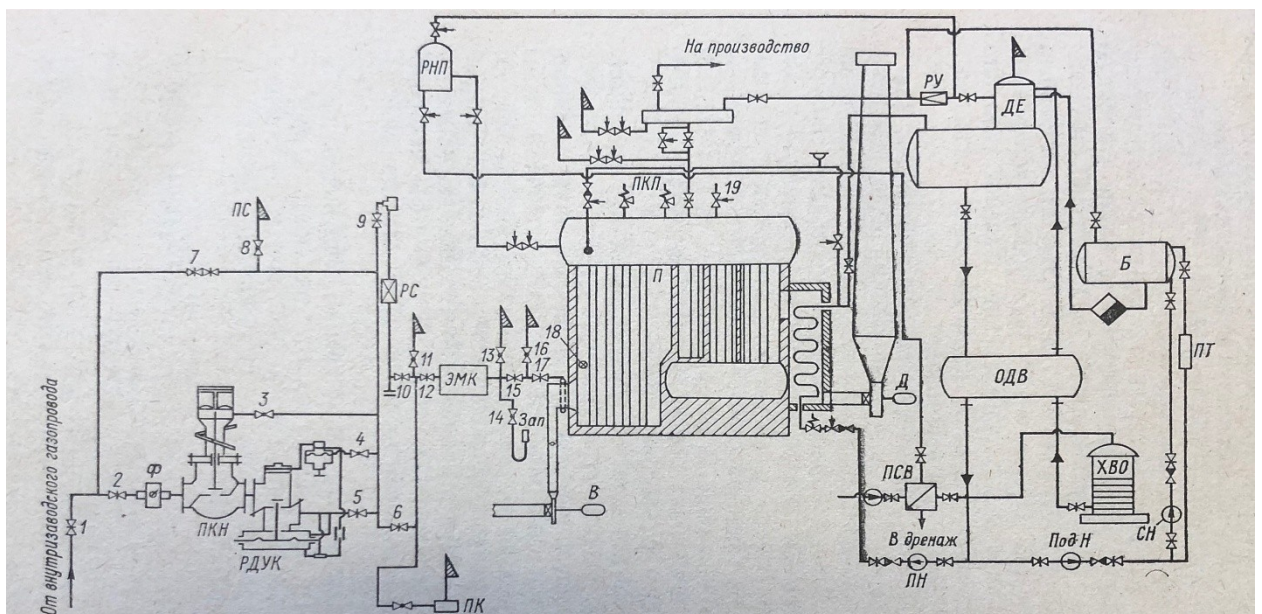 На производство
РНП
РУ
ДЕ
ПКП
19
ПС
9
8
7
П
Б
РС
18
13
16
11
17
ПТ
ЭМК
10
12
15
ОДВ
Д
3
14
Зап
4
ХВО
Ф
2
ПСВ
5
В
СН
ПКН
6
1
В дренаж
Под·Н
РДУК
ПН
ПК
От внутризаводского газопровода